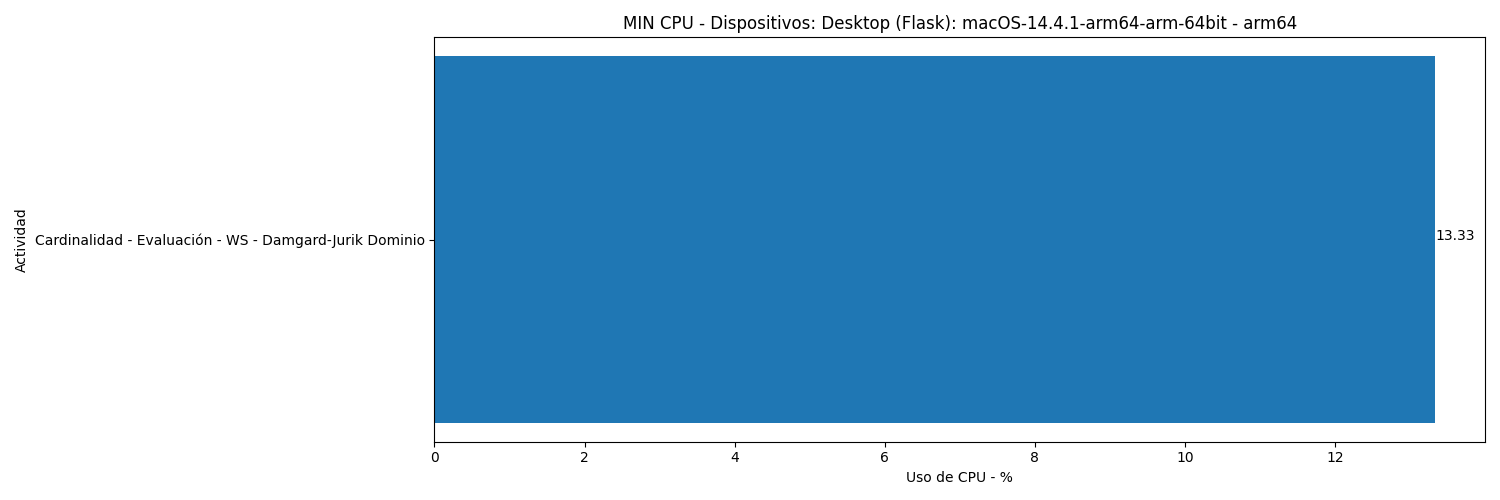 MIN CPU - Dispositivos: Desktop (Flask): macOS-14.4.1-arm64-arm-64bit - arm64
Actividad
Cardinalidad - Evaluación - WS - Damgard-Jurik Dominio
13.33
0 2 4 6 8 10 12
Uso de CPU - %